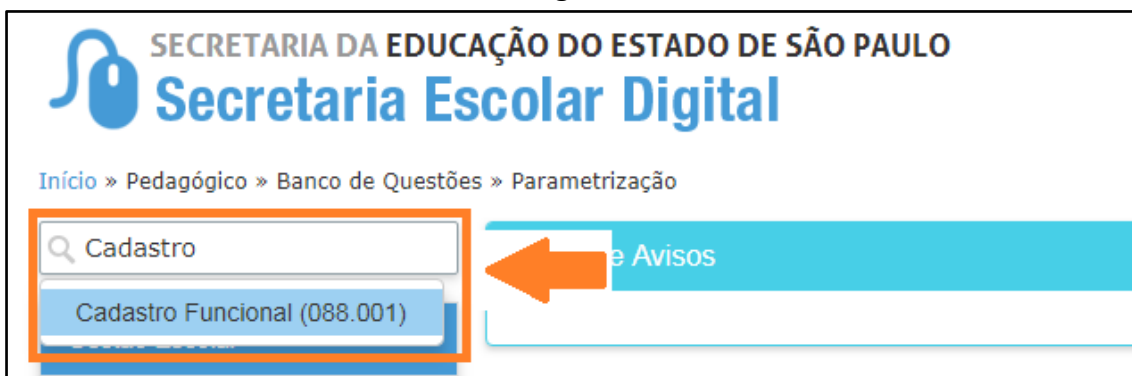 SECRETARIA DA EDUCAÇÃO DO ESTADO DE SÃO PAULO
Secretaria Escolar Digital
Início » Pedagógico » Banco de Questões » Parametrização
Cadastro
e Avisos
Cadastro Funcional (088.001)